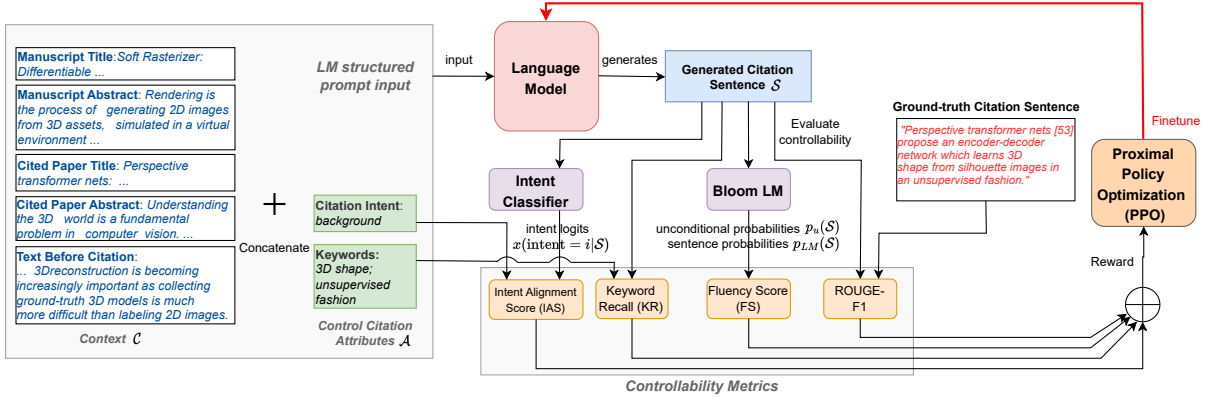 Manuscript Title:Soft Rasterizer:
Differentiable ...
Manuscript Abstract: Rendering is
the process of generating 2D images
from 3D assets, simulated in a virtual
environment ...
Cited Paper Title: Perspective
transformer nets: ...
Cited Paper Abstract: Understanding
the 3D world is a fundamental
problem in computer vision. ...
Text Before Citation:
... 3Dreconstruction is becoming
increasingly important as collecting
ground-truth 3D models is much
more difficult than labeling 2D images.
Context C
+
Concatenate
LM structured
prompt input
Citation Intent:
background
Keywords:
3D shape;
unsupervised
fashion
Control Citation
Attributes A
input
Language
Model
generates
Generated Citation
Sentence S
Evaluate
controllability
Intent
Classifier
intent logits
x(intent = i|S)
Bloom LM
unconditional probabilities p_u(S)
sentence probabilities p_LM(S)
Ground-truth Citation Sentence
"Perspective transformer nets [53]
propose an encoder-decoder
network which learns 3D
shape from silhouette images in
an unsupervised fashion."
Intent Alignment
Score (IAS)
Keyword
Recall (KR)
Fluency Score
(FS)
ROUGE-
F1
Controllability Metrics
Finetune
Proximal
Policy
Optimization
(PPO)
Reward